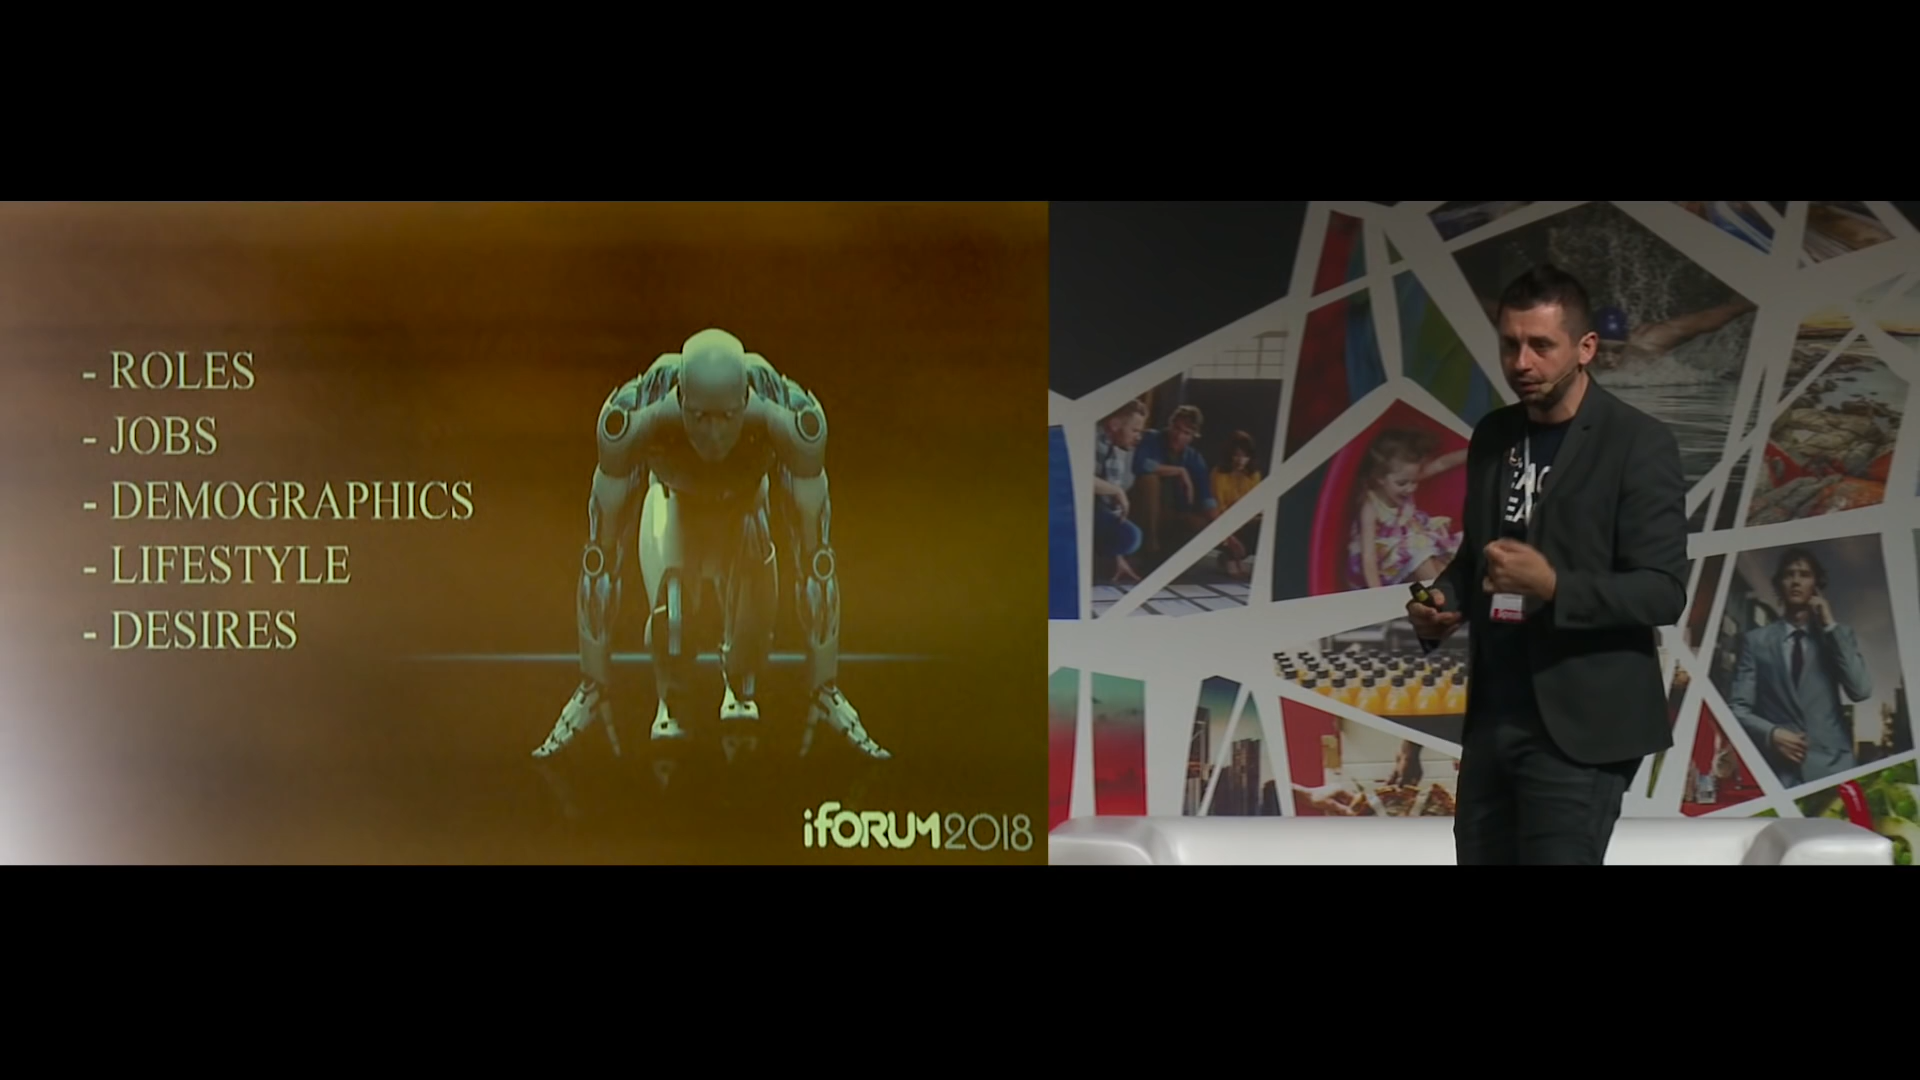 - ROLES
- JOBS
- DEMOGRAPHICS
- LIFESTYLE
- DESIRES
iFORUM2018